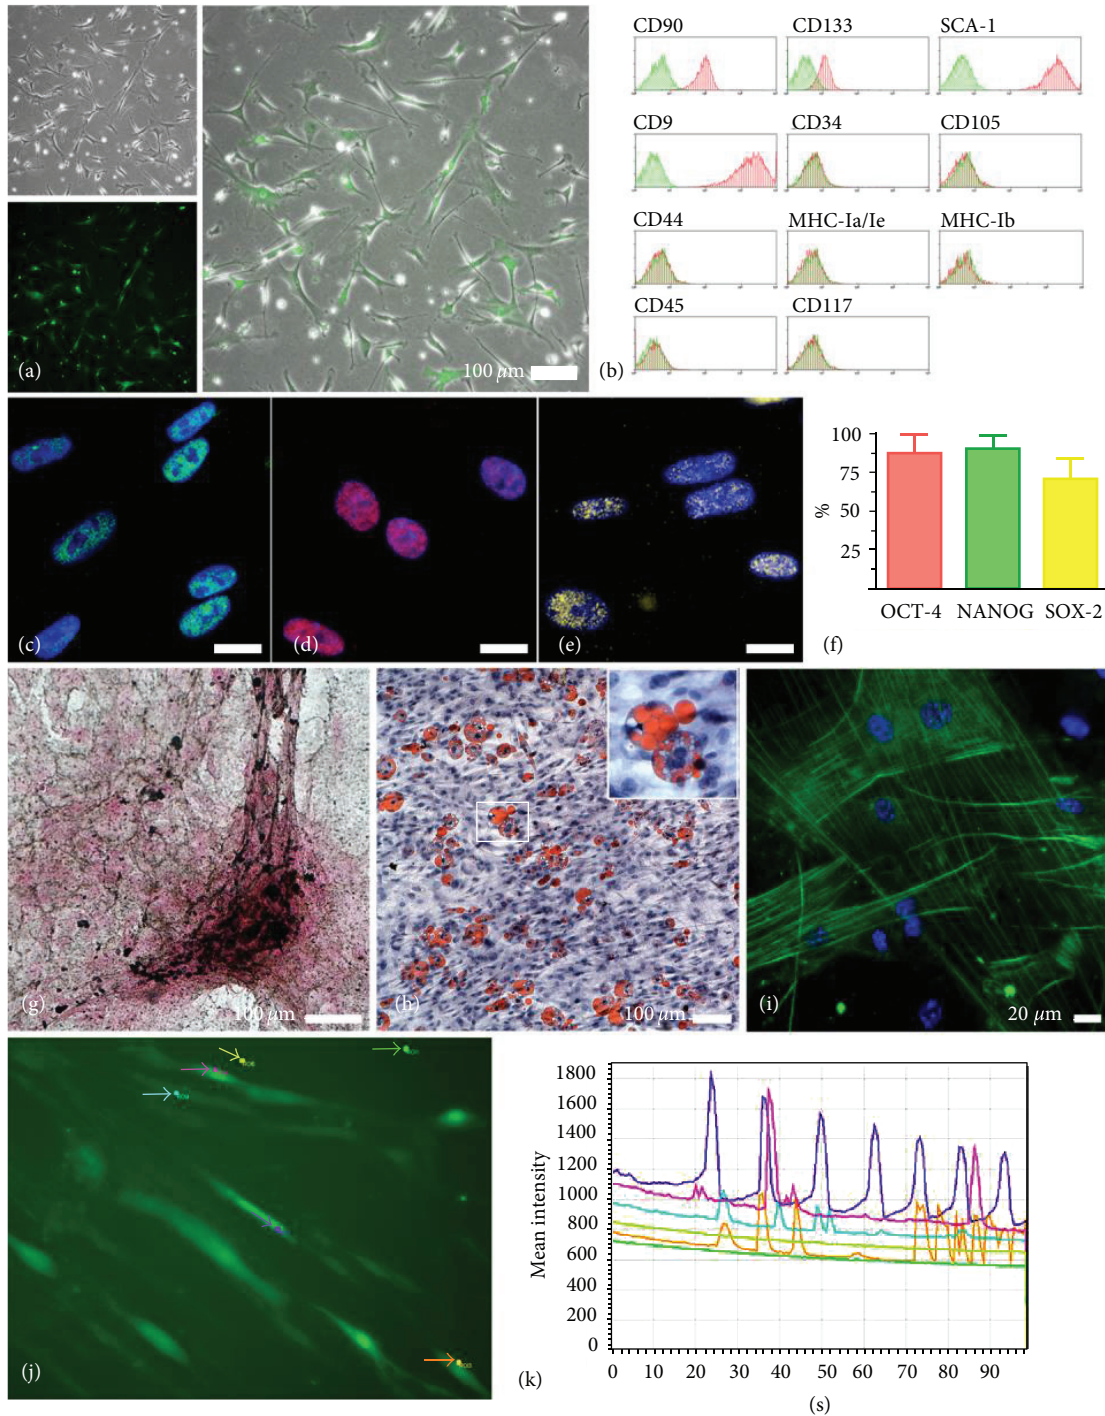 (a)
100 µm
(b)
CD90
CD133
SCA-1
CD9
CD34
CD105
CD44
MHC-Ia/Ie
MHC-Ib
CD45
CD117
(c)
(d)
(e)
(f)
100
75
50
25
%
OCT-4
NANOG
SOX-2
(g)
100 µm
(h)
100 µm
(i)
20 µm
(j)
(k)
Mean intensity
1800
1600
1400
1200
1000
800
600
400
200
0
0
10
20
30
40
50
60
70
80
90
(s)